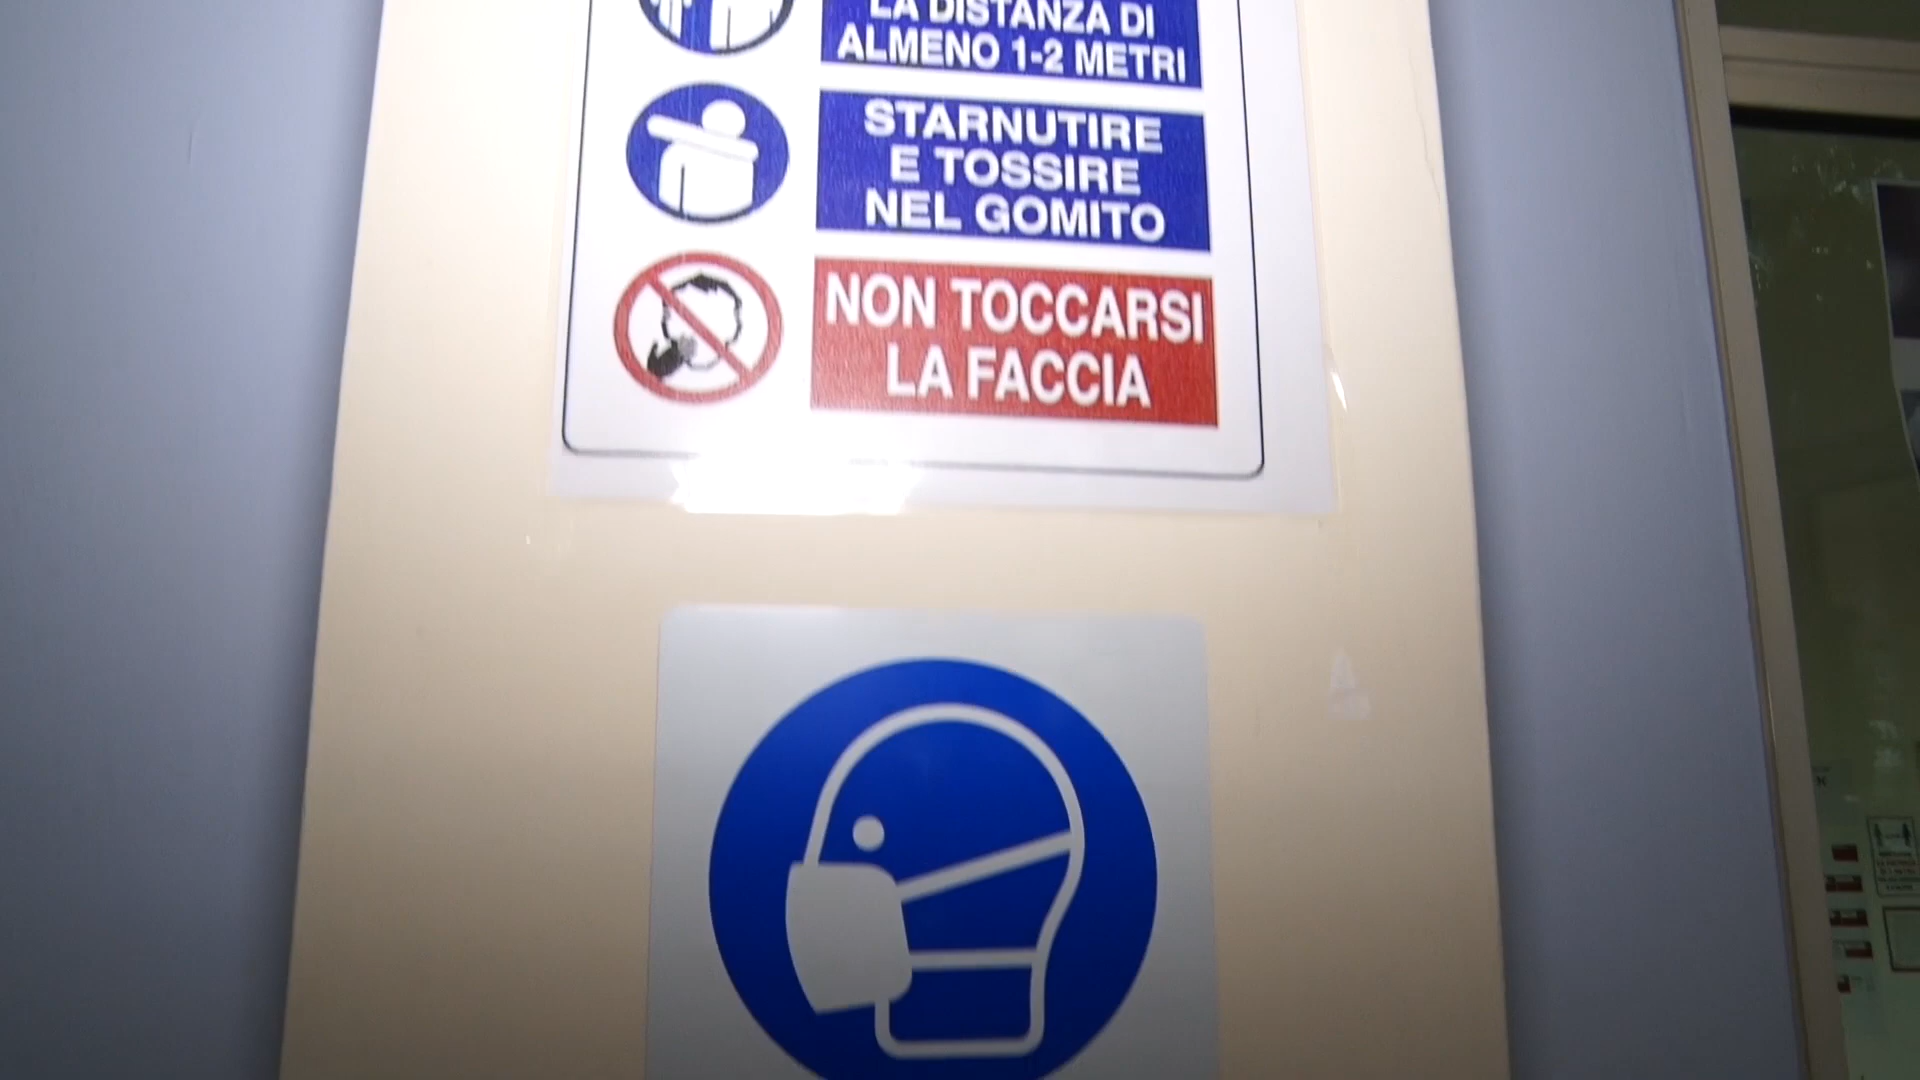 LA DISTANZA DI
ALMENO 1-2 METRI
STARNUTIRE
E TOSSIRE
NEL GOMITO
NON TOCCARSI
LA FACCIA